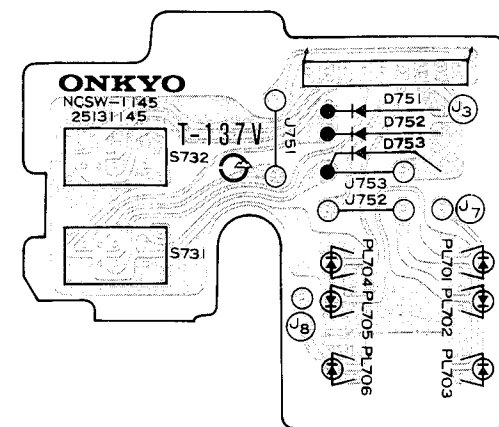 ONKYO
NCSW-1145
25131145
T-137V
S732
S731
J751
D751
D752
D753
J3
J753
J752
J7
PL704
PL705
PL706
PL701
PL702
PL703
J8